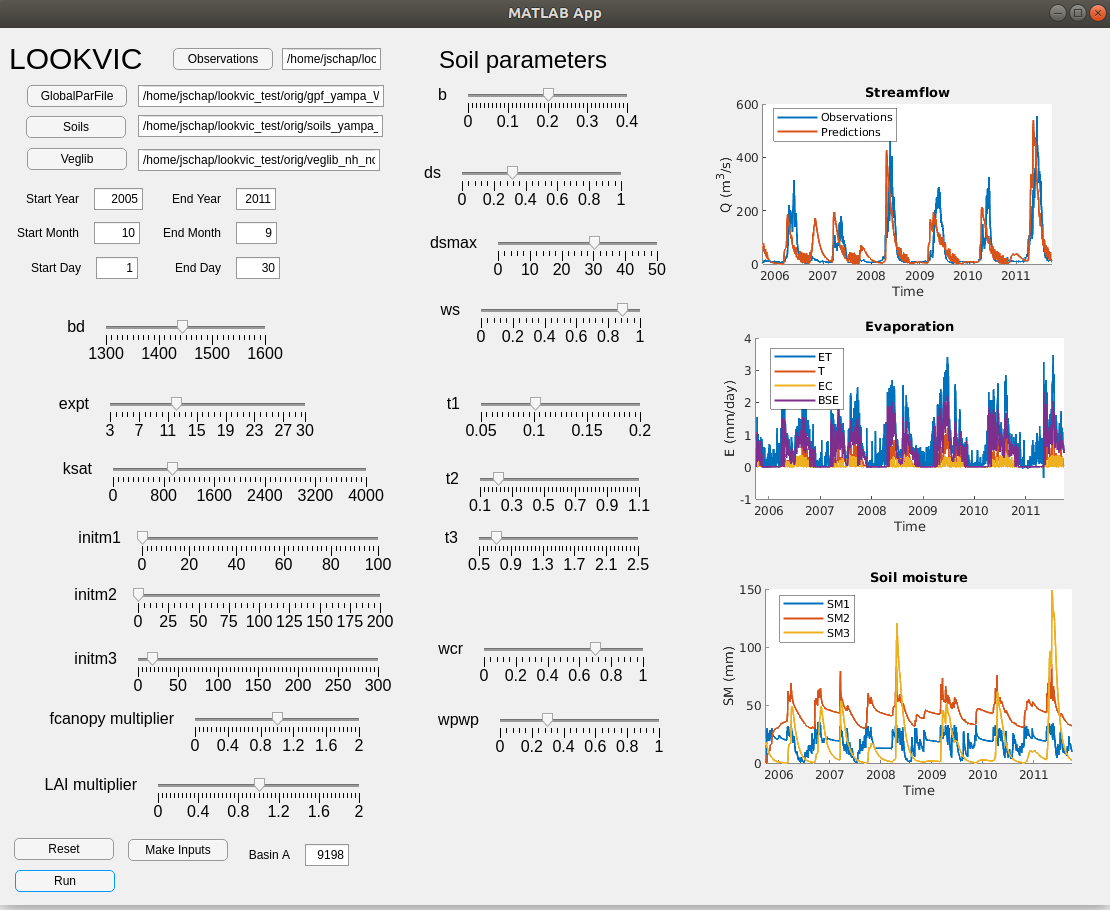 MATLAB App
LOOKVIC
Observations
/home/jschap/loo
GlobalParFile
/home/jschap/lookvic_test/orig/gpf_yampa_W
Soils
/home/jschap/lookvic_test/orig/soils_yampa_
Veglib
/home/jschap/lookvic_test/orig/veglib_nh_no
Start Year 2005 End Year 2011
Start Month 10 End Month 9
Start Day 1 End Day 30
bd
1300 1400 1500 1600
expt
3 7 11 15 19 23 27 30
ksat
0 800 1600 2400 3200 4000
initm1
0 20 40 60 80 100
initm2
0 25 50 75 100 125 150 175 200
initm3
0 50 100 150 200 250 300
fcanopy multiplier
0 0.4 0.8 1.2 1.6 2
LAI multiplier
0 0.4 0.8 1.2 1.6 2
Reset
Make Inputs
Basin A 9198
Run
Soil parameters
b
0 0.1 0.2 0.3 0.4
ds
0 0.2 0.4 0.6 0.8 1
dsmax
0 10 20 30 40 50
ws
0 0.2 0.4 0.6 0.8 1
t1
0.05 0.1 0.15 0.2
t2
0.1 0.3 0.5 0.7 0.9 1.1
t3
0.5 0.9 1.3 1.7 2.1 2.5
wcr
0 0.2 0.4 0.6 0.8 1
wpwp
0 0.2 0.4 0.6 0.8 1
Streamflow
Observations
Predictions
Q (m³/s)
600
400
200
0
2006 2007 2008 2009 2010 2011
Time
Evaporation
ET
T
EC
BSE
E (mm/day)
4
3
2
1
0
-1
2006 2007 2008 2009 2010 2011
Time
Soil moisture
SM1
SM2
SM3
SM (mm)
150
100
50
0
2006 2007 2008 2009 2010 2011
Time